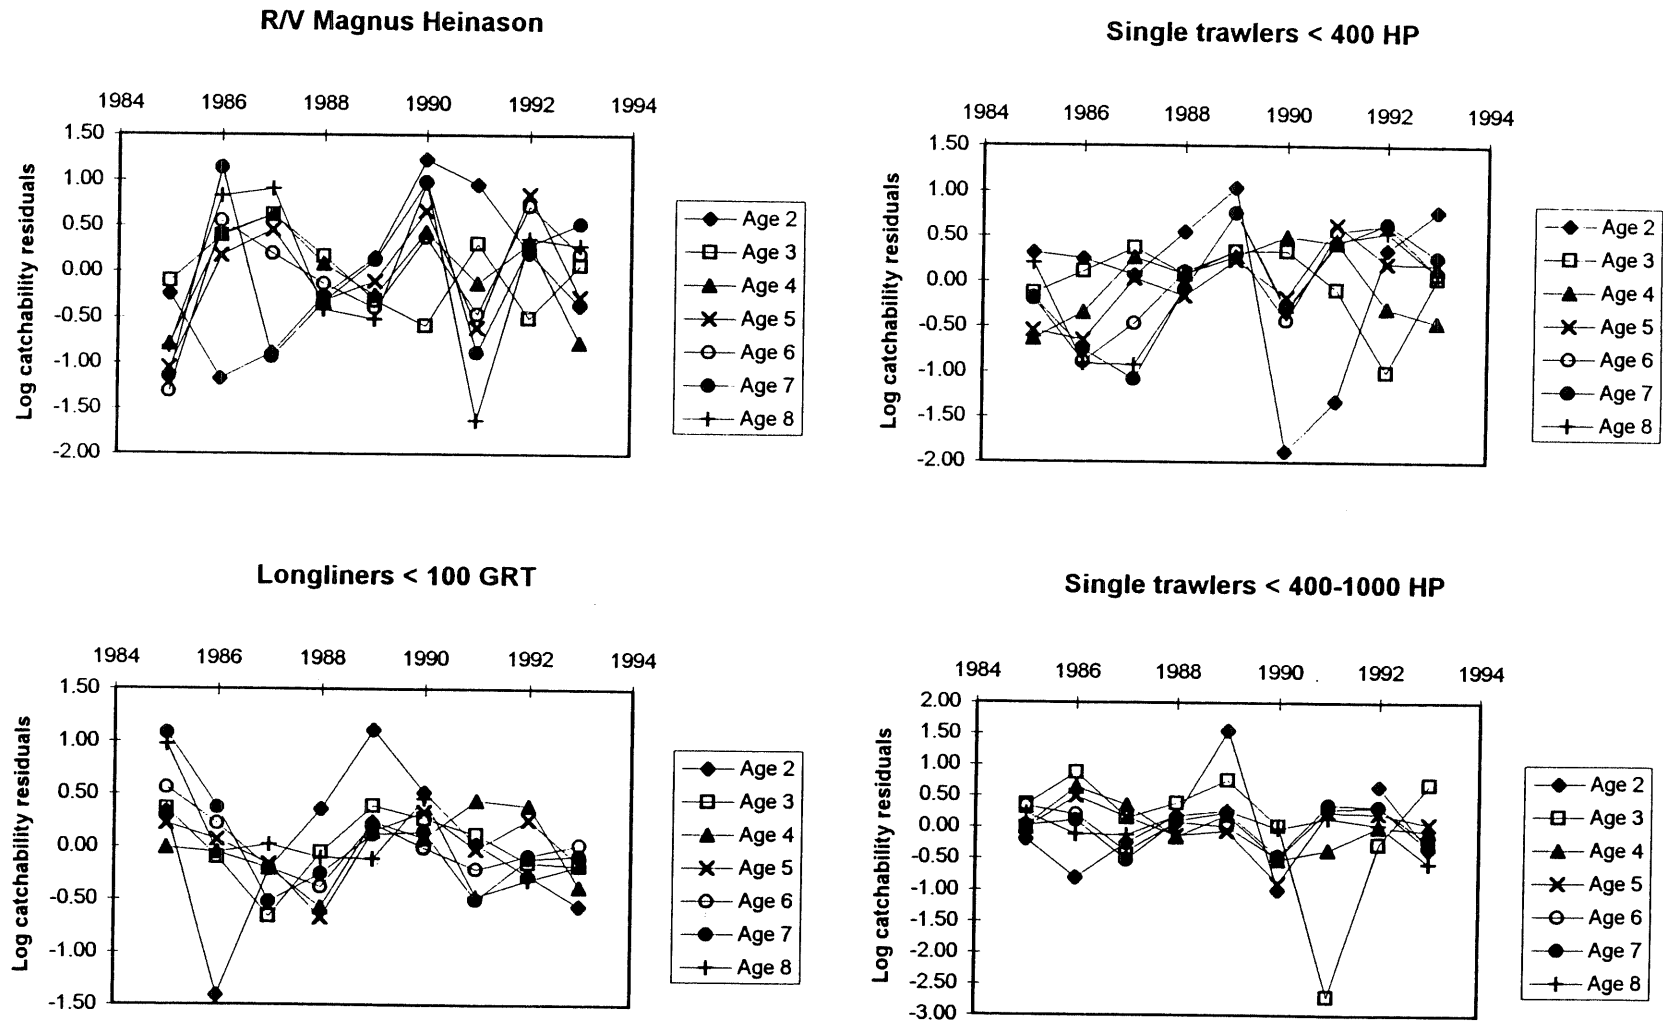 R/V Magnus Heinason
1984 1986 1988 1990 1992 1994
1.50
1.00
0.50
0.00
-0.50
-1.00
-1.50
-2.00
Log catchability residuals
Age 2
Age 3
Age 4
Age 5
Age 6
Age 7
Age 8
Single trawlers < 400 HP
1984 1986 1988 1990 1992 1994
1.50
1.00
0.50
0.00
-0.50
-1.00
-1.50
-2.00
Log catchability residuals
Age 2
Age 3
Age 4
Age 5
Age 6
Age 7
Age 8
Longliners < 100 GRT
1984 1986 1988 1990 1992 1994
1.50
1.00
0.50
0.00
-0.50
-1.00
-1.50
Log catchability residuals
Age 2
Age 3
Age 4
Age 5
Age 6
Age 7
Age 8
Single trawlers < 400-1000 HP
1984 1986 1988 1990 1992 1994
2.00
1.50
1.00
0.50
0.00
-0.50
-1.00
-1.50
-2.00
-2.50
-3.00
Log catchability residuals
Age 2
Age 3
Age 4
Age 5
Age 6
Age 7
Age 8